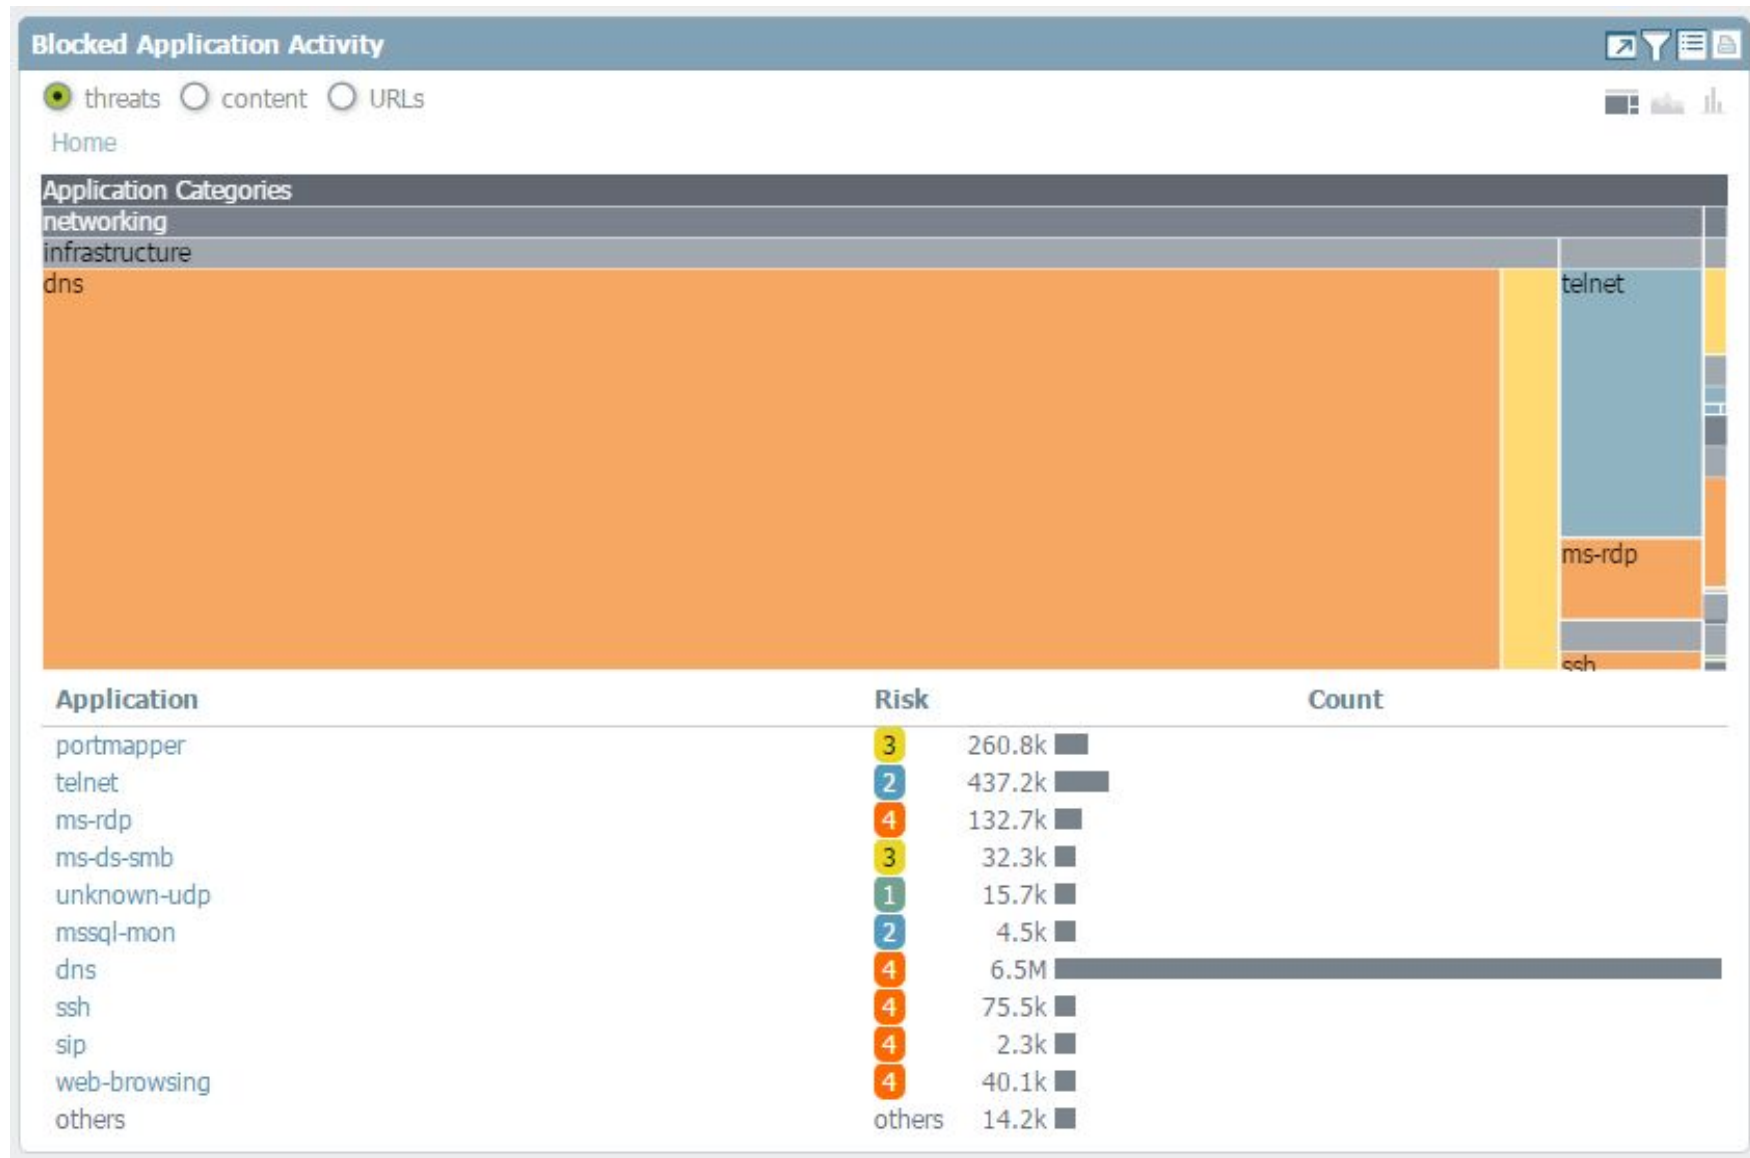 Blocked Application Activity
threats content URLs
Home
Application Categories
networking
infrastructure
dns
telnet
ms-rdp
ssh
Application Risk Count
portmapper 3 260.8k
telnet 2 437.2k
ms-rdp 4 132.7k
ms-ds-smb 3 32.3k
unknown-udp 1 15.7k
mssql-mon 2 4.5k
dns 4 6.5M
ssh 4 75.5k
sip 4 2.3k
web-browsing 4 40.1k
others others 14.2k